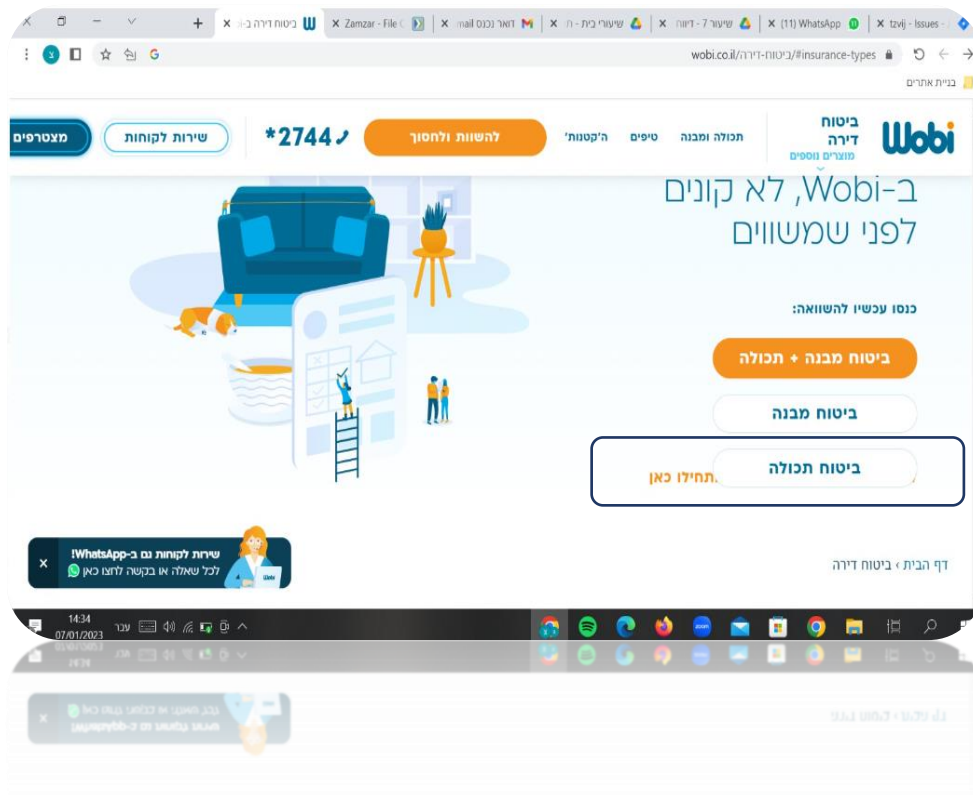 ביטוח דירה ב-וו
Zamzar - File C
דואר נכנס
שיעורי בית - ח
שיעור 7 - דיווח
(11) WhatsApp
tzvij - Issues -
wobi.co.il/ביטוח-דירה/#insurance-types
בניית אתרים
Wobi
ביטוח
דירה
מוצרים נוספים
תכולה ומבנה
טיפים
ה'קטנות'
להשוות ולחסוך
*2744
שירות לקוחות
מצטרפים
ב-Wobi, לא קונים
לפני שמשווים
כנסו עכשיו להשוואה:
ביטוח מבנה + תכולה
ביטוח מבנה
ביטוח תכולה
תחילו כאן
שירות לקוחות גם ב-WhatsApp!
לכל שאלה או בקשה לחצו כאן
דף הבית › ביטוח דירה
עבר
14:34
07/01/2023